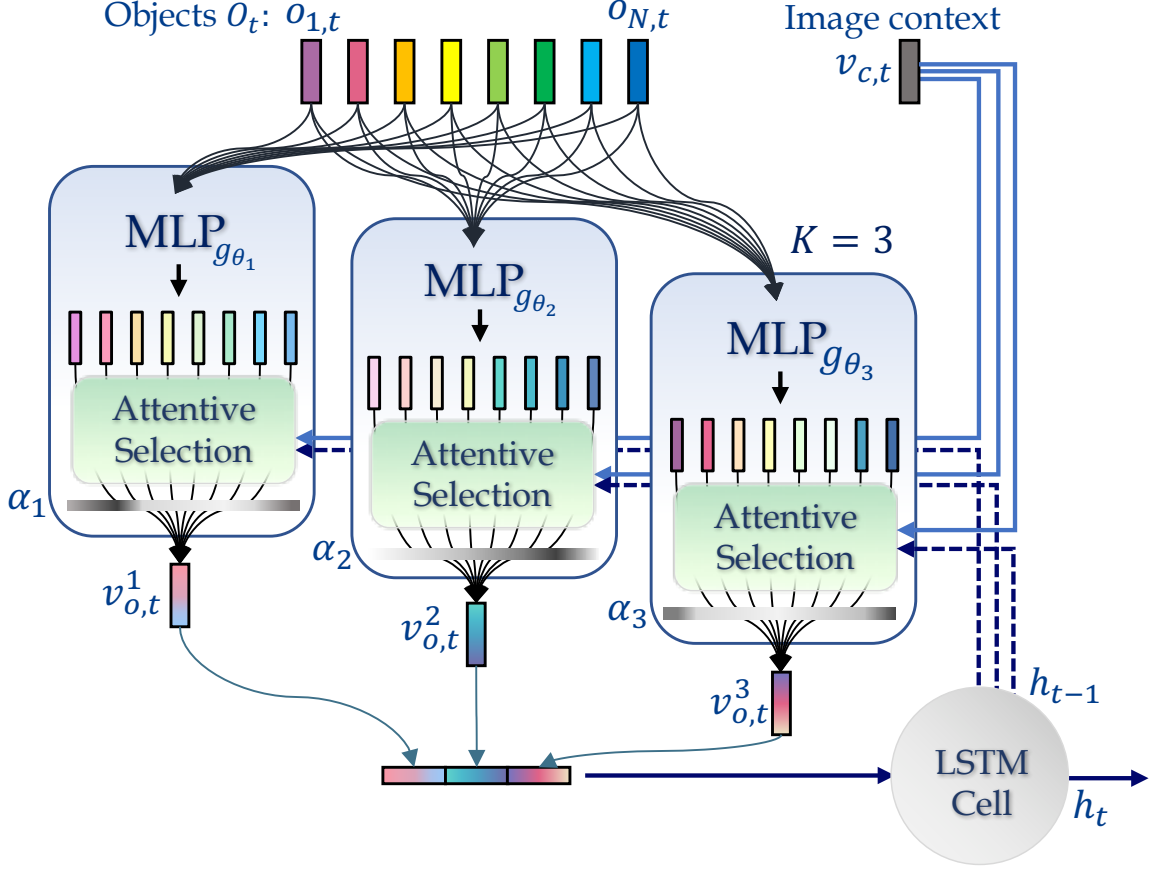 Objects O_t: o_{1,t}
o_{N,t}
Image context
v_{c,t}
MLP_{g_{θ_1}}
K = 3
MLP_{g_{θ_2}}
MLP_{g_{θ_3}}
Attentive
Selection
Attentive
Selection
Attentive
Selection
α_1
α_2
α_3
v^1_{o,t}
v^2_{o,t}
v^3_{o,t}
h_{t−1}
LSTM
Cell
h_t